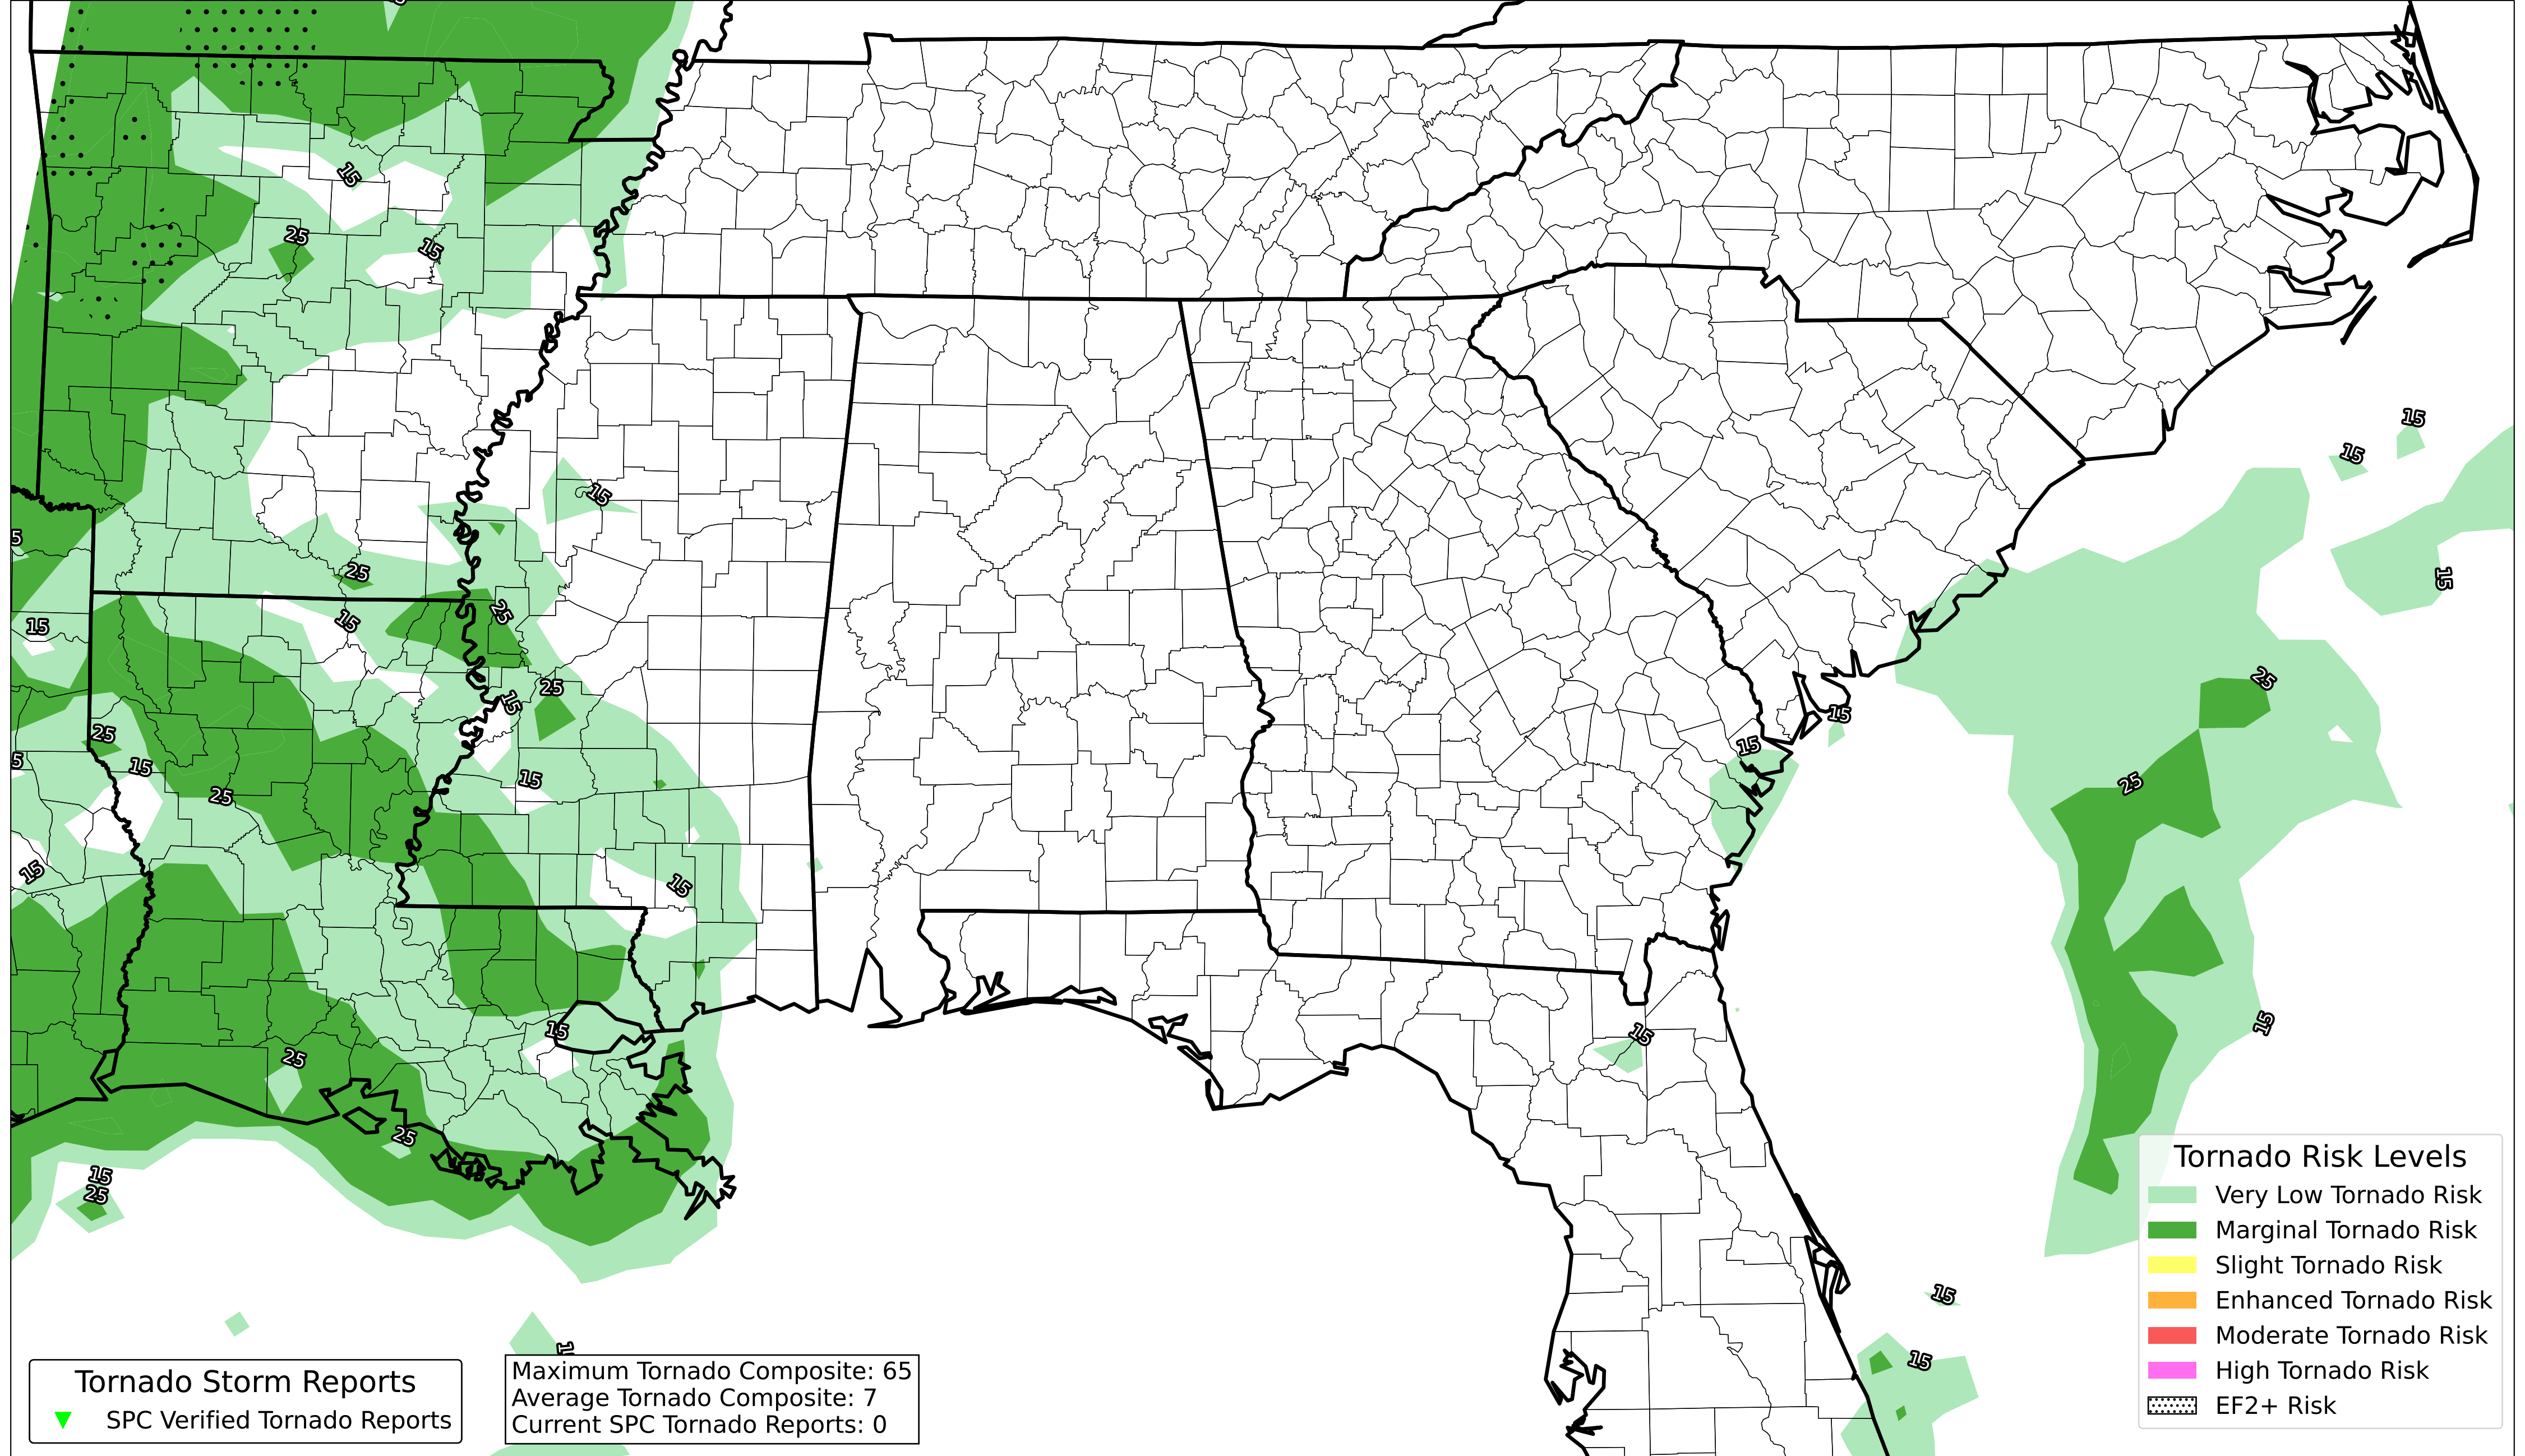 15
15
25
15
15
15
15
25
15
15
25
15
25
25
15
25
15
25
15
15
25
15
25
15
15
15
15
25
15
25
15
25
15
15
Tornado Risk Levels
Very Low Tornado Risk
Marginal Tornado Risk
Slight Tornado Risk
Enhanced Tornado Risk
Moderate Tornado Risk
High Tornado Risk
EF2+ Risk
Tornado Storm Reports
SPC Verified Tornado Reports
Maximum Tornado Composite: 65
Average Tornado Composite: 7
Current SPC Tornado Reports: 0